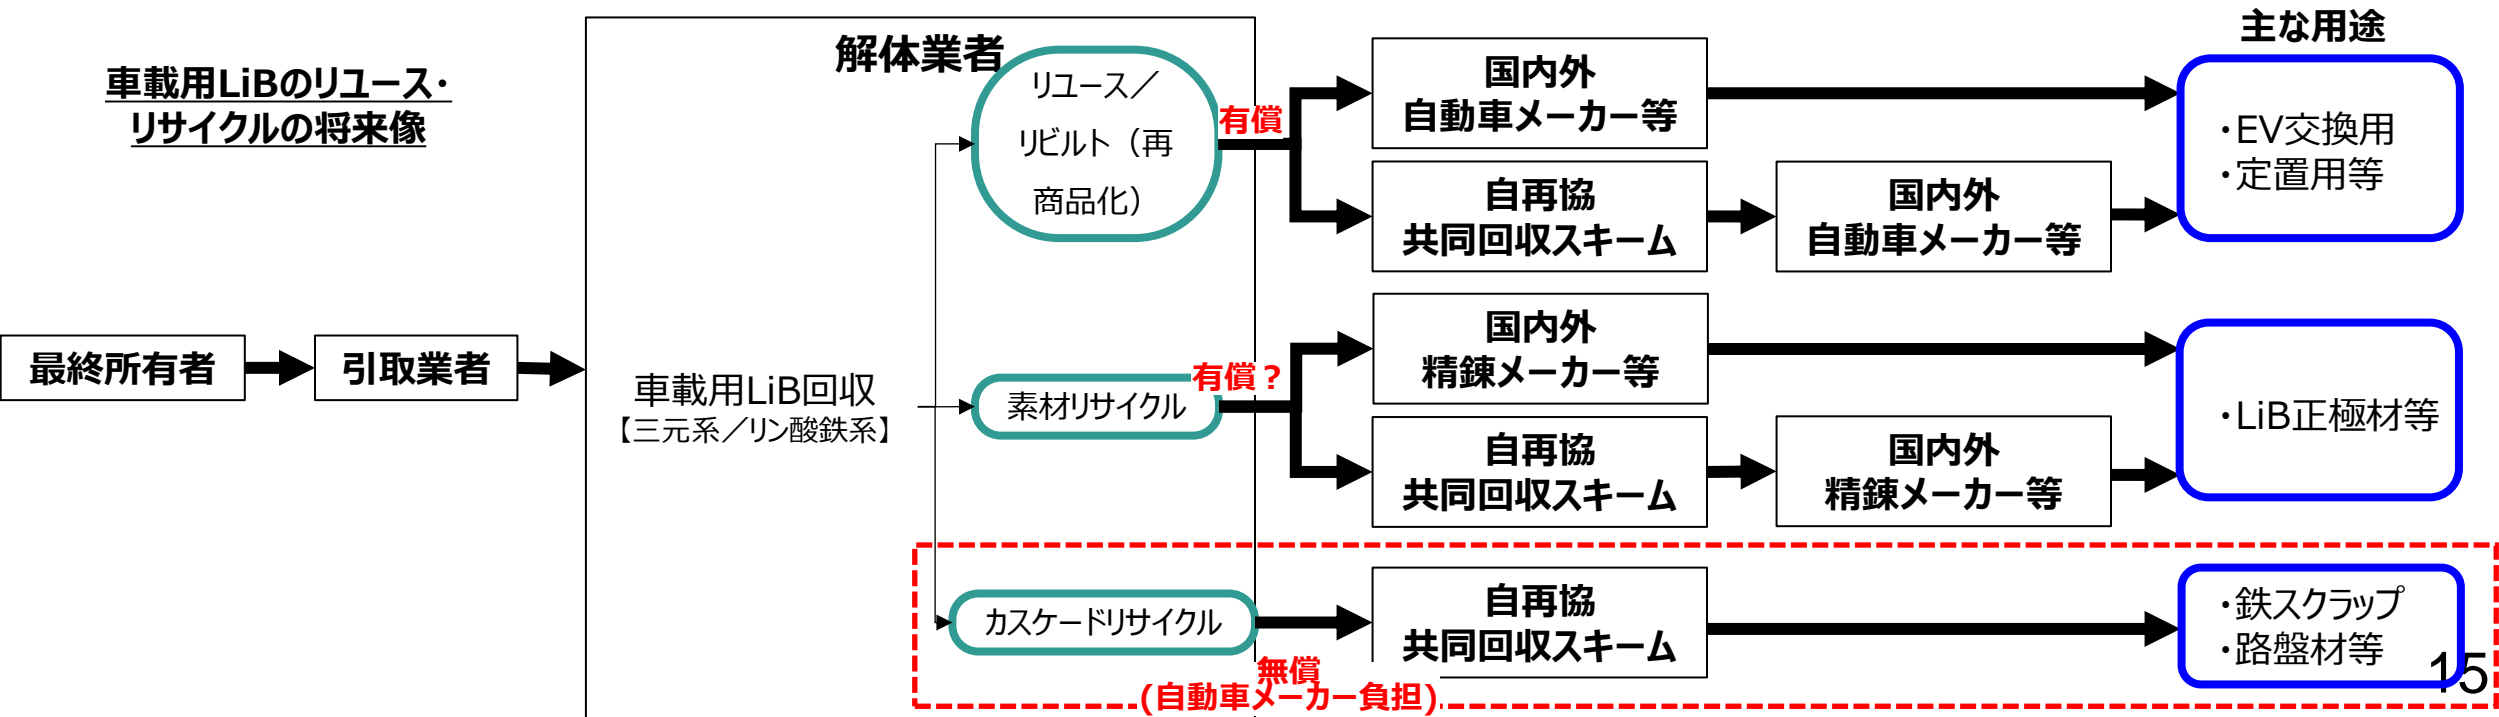 車載用LiBのリユース・
リサイクルの将来像
最終所有者
引取業者
解体業者
車載用LiB回収
【三元系／リン酸鉄系】
リユース／
リビルト（再
商品化）
有償
国内外
自動車メーカー等
自再協
共同回収スキーム
国内外
自動車メーカー等
主な用途
・EV交換用
・定置用等
素材リサイクル
有償？
国内外
精錬メーカー等
自再協
共同回収スキーム
国内外
精錬メーカー等
・LiB正極材等
カスケードリサイクル
無償
(自動車メーカー負担)
自再協
共同回収スキーム
・鉄スクラップ
・路盤材等
15